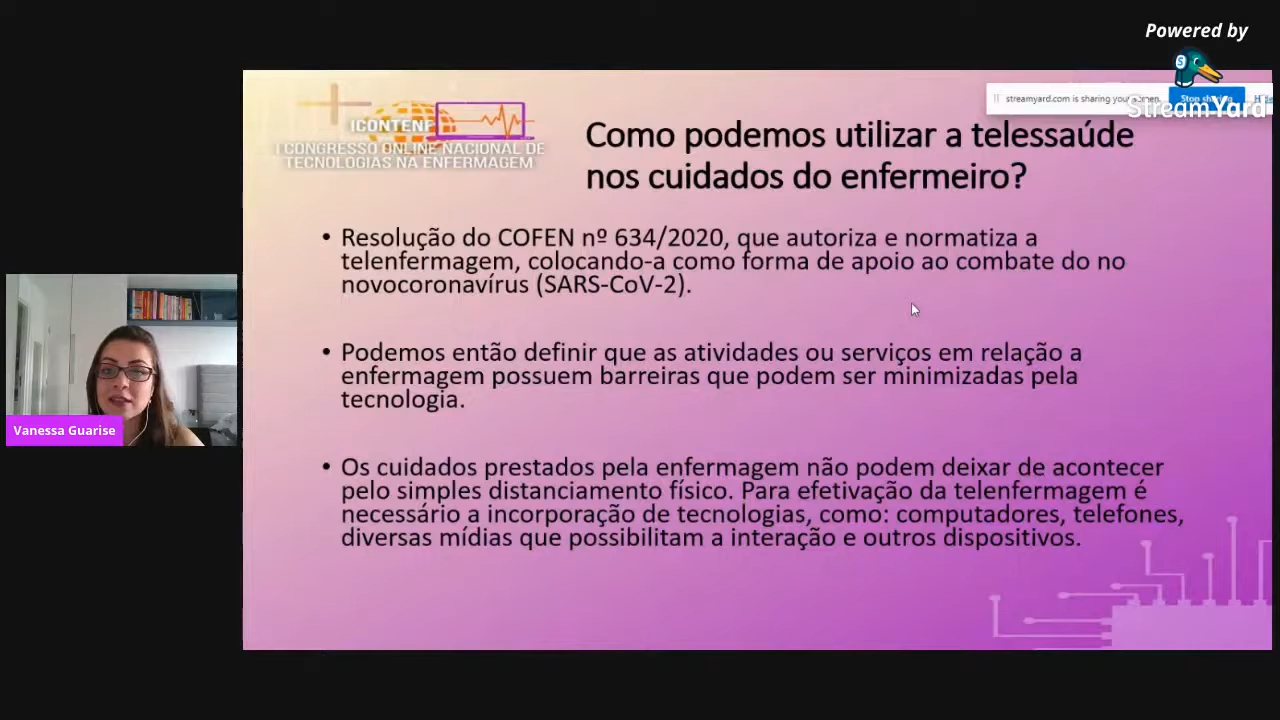 Powered by
StreamYard
streamyard.com is sharing your
ICONTENF
I CONGRESSO ONLINE NACIONAL DE
TECNOLOGIAS NA ENFERMAGEM
Como podemos utilizar a telessaúde
nos cuidados do enfermeiro?
• Resolução do COFEN nº 634/2020, que autoriza e normatiza a
telenfermagem, colocando-a como forma de apoio ao combate do no
novocoronavírus (SARS-CoV-2).
• Podemos então definir que as atividades ou serviços em relação a
enfermagem possuem barreiras que podem ser minimizadas pela
tecnologia.
• Os cuidados prestados pela enfermagem não podem deixar de acontecer
pelo simples distanciamento físico. Para efetivação da telenfermagem é
necessário a incorporação de tecnologias, como: computadores, telefones,
diversas mídias que possibilitam a interação e outros dispositivos.
Vanessa Guarise